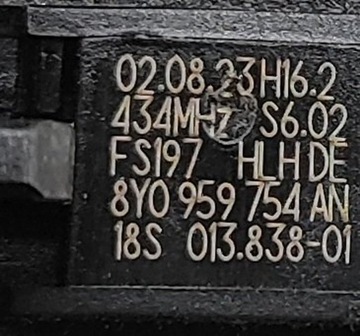 02.08.23 H16.2
434MHz S6.02
FS197 HLH DE
8Y0 959 754 AN
18S 013.838-01